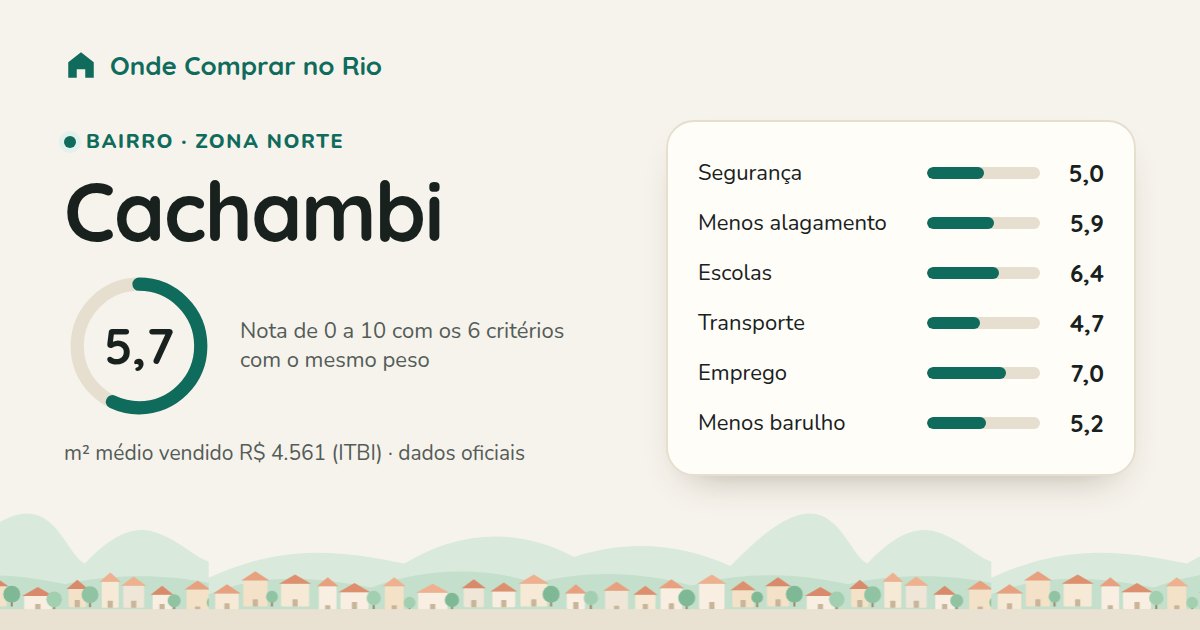 Onde Comprar no Rio
BAIRRO · ZONA NORTE
Cachambi
5,7
Nota de 0 a 10 com os 6 critérios
com o mesmo peso
m² médio vendido R$ 4.561 (ITBI) · dados oficiais
Segurança 5,0
Menos alagamento 5,9
Escolas 6,4
Transporte 4,7
Emprego 7,0
Menos barulho 5,2